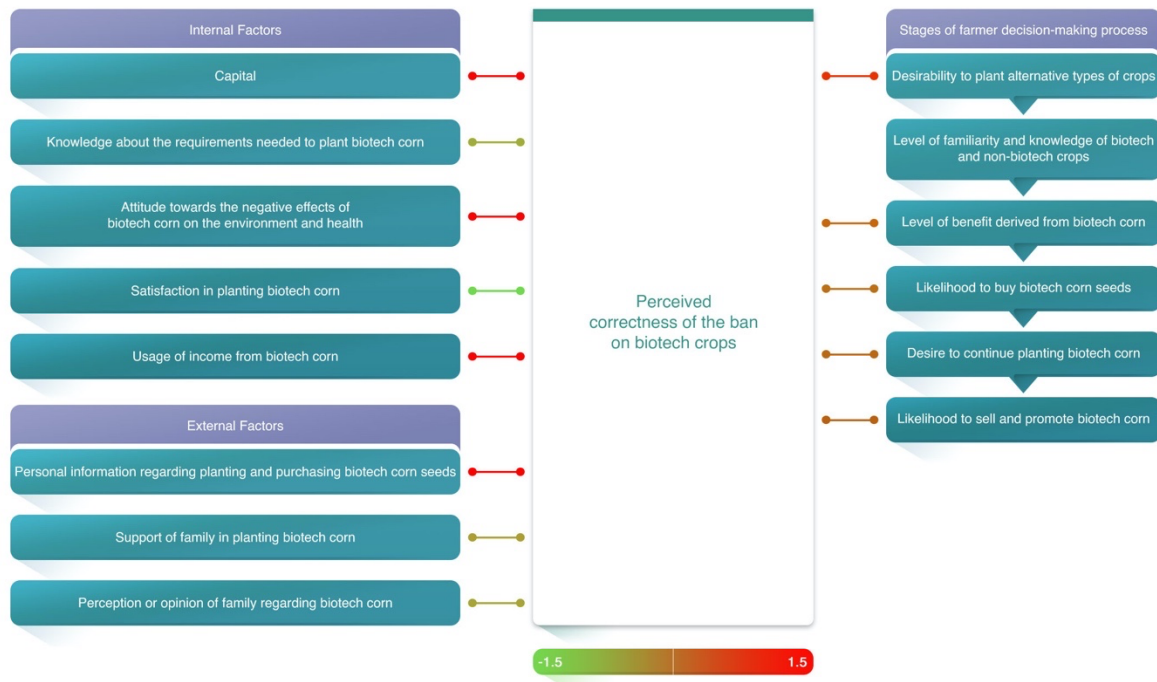 Internal Factors
Capital
Knowledge about the requirements needed to plant biotech corn
Attitude towards the negative effects of
biotech corn on the environment and health
Satisfaction in planting biotech corn
Usage of income from biotech corn
External Factors
Personal information regarding planting and purchasing biotech corn seeds
Support of family in planting biotech corn
Perception or opinion of family regarding biotech corn
Perceived
correctness of the ban
on biotech crops
-1.5
1.5
Stages of farmer decision-making process
Desirability to plant alternative types of crops
Level of familiarity and knowledge of biotech
and non-biotech crops
Level of benefit derived from biotech corn
Likelihood to buy biotech corn seeds
Desire to continue planting biotech corn
Likelihood to sell and promote biotech corn